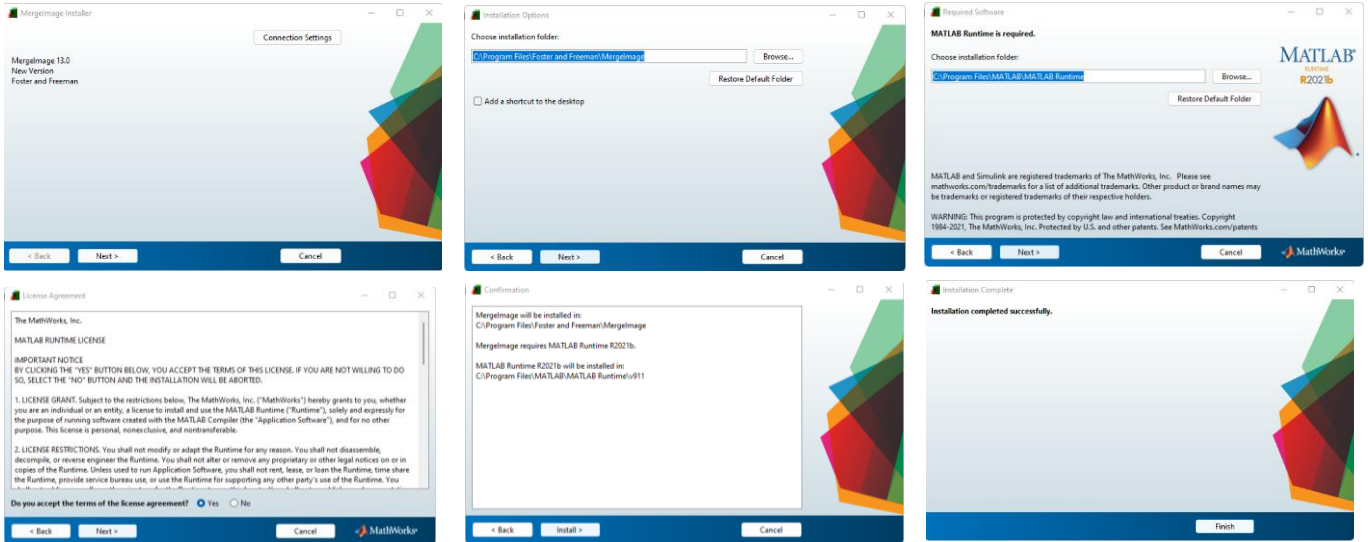 MergeImage Installer
Connection Settings
MergeImage 13.0
New Version
Foster and Freeman
< Back
Next >
Cancel
Installation Options
Choose installation folder:
C:\Program Files\Foster and Freeman\MergeImage
Browse...
Restore Default Folder
Add a shortcut to the desktop
< Back
Next >
Cancel
Required Software
MATLAB Runtime is required.
Choose installation folder:
C:\Program Files\MATLAB\MATLAB Runtime
Browse...
Restore Default Folder
MATLAB®
RUNTIME
R2021b
MATLAB and Simulink are registered trademarks of The MathWorks, Inc. Please see
mathworks.com/trademarks for a list of additional trademarks. Other product or brand names may
be trademarks or registered trademarks of their respective holders.
WARNING: This program is protected by copyright law and international treaties. Copyright
1984-2021, The MathWorks, Inc. Protected by U.S. and other patents. See MathWorks.com/patents
< Back
Next >
Cancel
MathWorks®
License Agreement
The MathWorks, Inc.
MATLAB RUNTIME LICENSE
IMPORTANT NOTICE
BY CLICKING THE "YES" BUTTON BELOW, YOU ACCEPT THE TERMS OF THIS LICENSE. IF YOU ARE NOT WILLING TO DO
SO, SELECT THE "NO" BUTTON AND THE INSTALLATION WILL BE ABORTED.
1. LICENSE GRANT. Subject to the restrictions below, The MathWorks, Inc. ("MathWorks") hereby grants to you, whether
you are an individual or an entity, a license to install and use the MATLAB Runtime ("Runtime"), solely and expressly for
the purpose of running software created with the MATLAB Compiler (the "Application Software"), and for no other
purpose. This license is personal, nonexclusive, and nontransferable.
2. LICENSE RESTRICTIONS. You shall not modify or adapt the Runtime for any reason. You shall not disassemble,
decompile, or reverse engineer the Runtime. You shall not alter or remove any proprietary or other legal notices on or in
copies of the Runtime. Unless used to run Application Software, you shall not rent, lease, or loan the Runtime, time share
the Runtime, provide service bureau use, or use the Runtime for supporting any other party's use of the Runtime. You
Do you accept the terms of the license agreement?
Yes
No
< Back
Next >
Cancel
MathWorks®
Confirmation
MergeImage will be installed in:
C:\Program Files\Foster and Freeman\MergeImage
MergeImage requires MATLAB Runtime R2021b.
MATLAB Runtime R2021b will be installed in:
C:\Program Files\MATLAB\MATLAB Runtime\v911
< Back
Install >
Cancel
Installation Complete
Installation completed successfully.
Finish